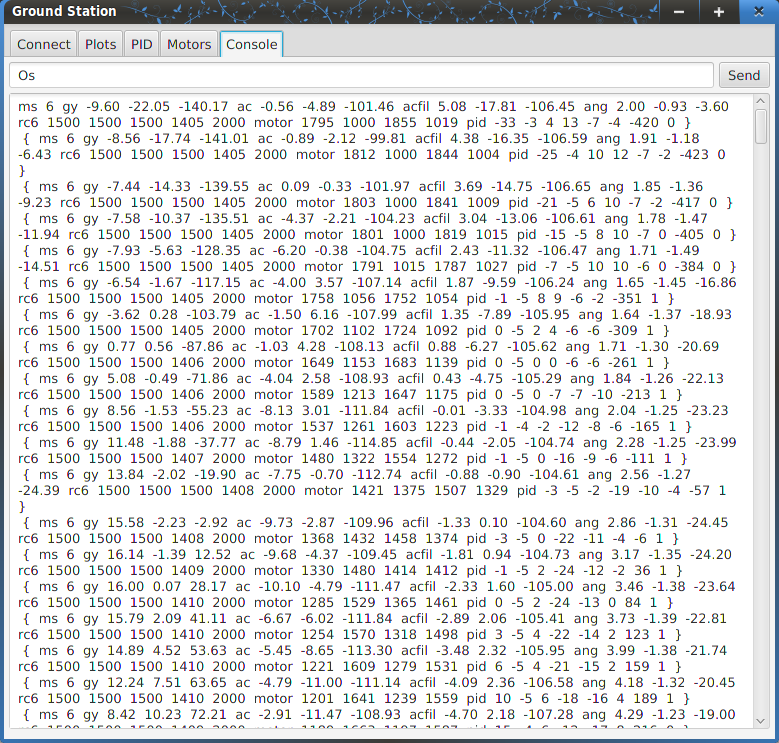 Ground Station
Connect Plots PID Motors Console
Os Send
ms 6 gy -9.60 -22.05 -140.17 ac -0.56 -4.89 -101.46 acfil 5.08 -17.81 -106.45 ang 2.00 -0.93 -3.60
rc6 1500 1500 1500 1405 2000 motor 1795 1000 1855 1019 pid -33 -3 4 13 -7 -4 -420 0 }
{ ms 6 gy -8.56 -17.74 -141.01 ac -0.89 -2.12 -99.81 acfil 4.38 -16.35 -106.59 ang 1.91 -1.18
-6.43 rc6 1500 1500 1500 1405 2000 motor 1812 1000 1844 1004 pid -25 -4 10 12 -7 -2 -423 0
}
{ ms 6 gy -7.44 -14.33 -139.55 ac 0.09 -0.33 -101.97 acfil 3.69 -14.75 -106.65 ang 1.85 -1.36
-9.23 rc6 1500 1500 1500 1405 2000 motor 1803 1000 1841 1009 pid -21 -5 6 10 -7 -2 -417 0 }
{ ms 6 gy -7.58 -10.37 -135.51 ac -4.37 -2.21 -104.23 acfil 3.04 -13.06 -106.61 ang 1.78 -1.47
-11.94 rc6 1500 1500 1500 1405 2000 motor 1801 1000 1819 1015 pid -15 -5 8 10 -7 0 -405 0 }
{ ms 6 gy -7.93 -5.63 -128.35 ac -6.20 -0.38 -104.75 acfil 2.43 -11.32 -106.47 ang 1.71 -1.49
-14.51 rc6 1500 1500 1500 1405 2000 motor 1791 1015 1787 1027 pid -7 -5 10 10 -6 0 -384 0 }
{ ms 6 gy -6.54 -1.67 -117.15 ac -4.00 3.57 -107.14 acfil 1.87 -9.59 -106.24 ang 1.65 -1.45 -16.86
rc6 1500 1500 1500 1405 2000 motor 1758 1056 1752 1054 pid -1 -5 8 9 -6 -2 -351 1 }
{ ms 6 gy -3.62 0.28 -103.79 ac -1.50 6.16 -107.99 acfil 1.35 -7.89 -105.95 ang 1.64 -1.37 -18.93
rc6 1500 1500 1500 1405 2000 motor 1702 1102 1724 1092 pid 0 -5 2 4 -6 -6 -309 1 }
{ ms 6 gy 0.77 0.56 -87.86 ac -1.03 4.28 -108.13 acfil 0.88 -6.27 -105.62 ang 1.71 -1.30 -20.69
rc6 1500 1500 1500 1406 2000 motor 1649 1153 1683 1139 pid 0 -5 0 0 -6 -6 -261 1 }
{ ms 6 gy 5.08 -0.49 -71.86 ac -4.04 2.58 -108.93 acfil 0.43 -4.75 -105.29 ang 1.84 -1.26 -22.13
rc6 1500 1500 1500 1406 2000 motor 1589 1213 1647 1175 pid 0 -5 0 -7 -7 -10 -213 1 }
{ ms 6 gy 8.56 -1.53 -55.23 ac -8.13 3.01 -111.84 acfil -0.01 -3.33 -104.98 ang 2.04 -1.25 -23.23
rc6 1500 1500 1500 1406 2000 motor 1537 1261 1603 1223 pid -1 -4 -2 -12 -8 -6 -165 1 }
{ ms 6 gy 11.48 -1.88 -37.77 ac -8.79 1.46 -114.85 acfil -0.44 -2.05 -104.74 ang 2.28 -1.25 -23.99
rc6 1500 1500 1500 1407 2000 motor 1480 1322 1554 1272 pid -1 -5 0 -16 -9 -6 -111 1 }
{ ms 6 gy 13.84 -2.02 -19.90 ac -7.75 -0.70 -112.74 acfil -0.88 -0.90 -104.61 ang 2.56 -1.27
-24.39 rc6 1500 1500 1500 1408 2000 motor 1421 1375 1507 1329 pid -3 -5 -2 -19 -10 -4 -57 1
}
{ ms 6 gy 15.58 -2.23 -2.92 ac -9.73 -2.87 -109.96 acfil -1.33 0.10 -104.60 ang 2.86 -1.31 -24.45
rc6 1500 1500 1500 1408 2000 motor 1368 1432 1458 1374 pid -3 -5 0 -22 -11 -4 -6 1 }
{ ms 6 gy 16.14 -1.39 12.52 ac -9.68 -4.37 -109.45 acfil -1.81 0.94 -104.73 ang 3.17 -1.35 -24.20
rc6 1500 1500 1500 1409 2000 motor 1330 1480 1414 1412 pid -1 -5 2 -24 -12 -2 36 1 }
{ ms 6 gy 16.00 0.07 28.17 ac -10.10 -4.79 -111.47 acfil -2.33 1.60 -105.00 ang 3.46 -1.38 -23.64
rc6 1500 1500 1500 1410 2000 motor 1285 1529 1365 1461 pid 0 -5 2 -24 -13 0 84 1 }
{ ms 6 gy 15.79 2.09 41.11 ac -6.67 -6.02 -111.84 acfil -2.89 2.06 -105.41 ang 3.73 -1.39 -22.81
rc6 1500 1500 1500 1410 2000 motor 1254 1570 1318 1498 pid 3 -5 4 -22 -14 2 123 1 }
{ ms 6 gy 14.89 4.52 53.63 ac -5.45 -8.65 -113.30 acfil -3.48 2.32 -105.95 ang 3.99 -1.38 -21.74
rc6 1500 1500 1500 1410 2000 motor 1221 1609 1279 1531 pid 6 -5 4 -21 -15 2 159 1 }
{ ms 6 gy 12.24 7.51 63.65 ac -4.79 -11.00 -111.14 acfil -4.09 2.36 -106.58 ang 4.18 -1.32 -20.45
rc6 1500 1500 1500 1410 2000 motor 1201 1641 1239 1559 pid 10 -5 6 -18 -16 4 189 1 }
{ ms 6 gy 8.42 10.23 72.21 ac -2.91 -11.47 -108.93 acfil -4.70 2.18 -107.28 ang 4.29 -1.23 -19.00